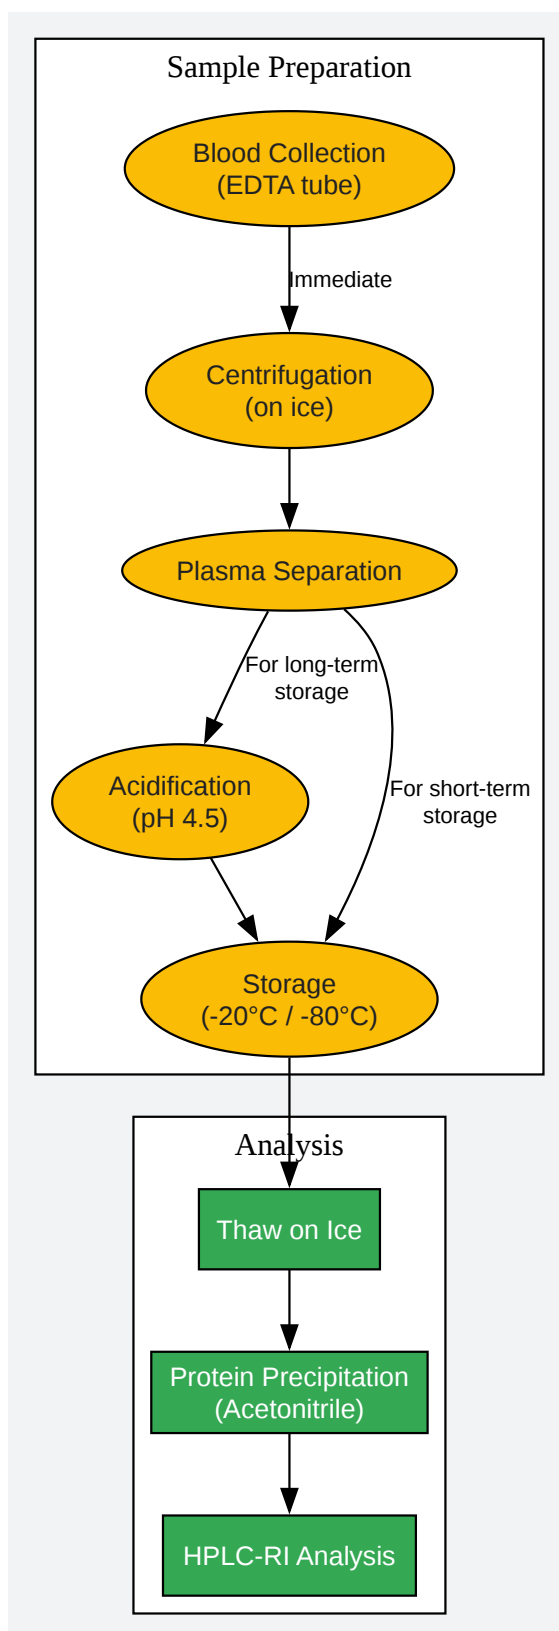 Sample Preparation
Blood Collection
(EDTA tube)
Immediate
Centrifugation
(on ice)
Plasma Separation
For long-term
storage
Acidification
(pH 4.5)
For short-term
storage
Storage
(-20°C / -80°C)
Analysis
Thaw on Ice
Protein Precipitation
(Acetonitrile)
HPLC-RI Analysis